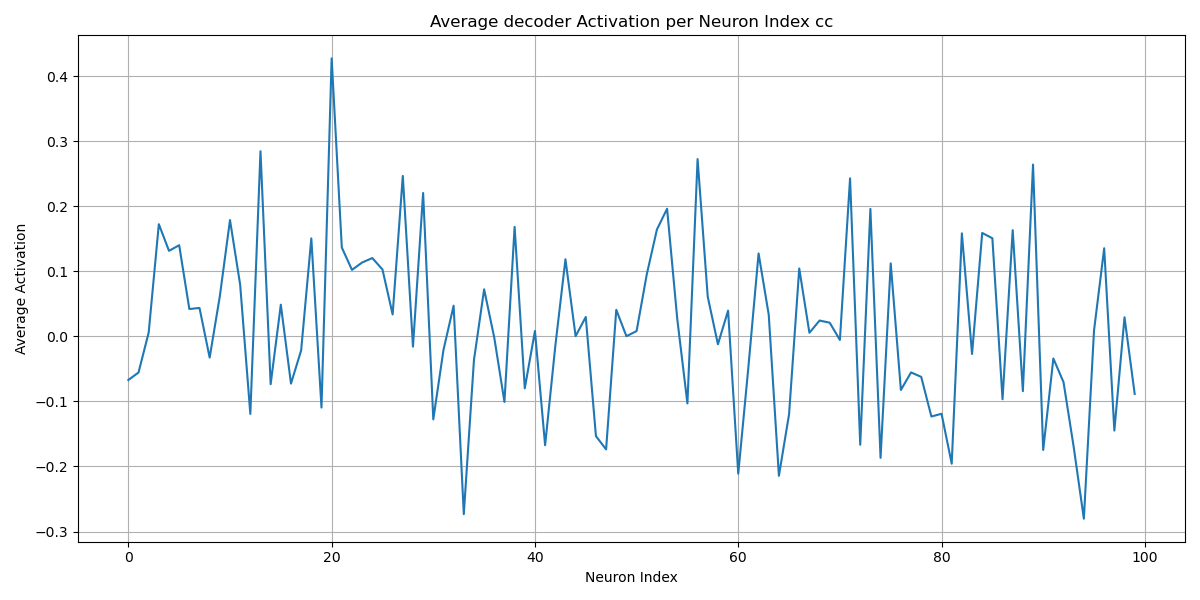 Average decoder Activation per Neuron Index cc
Average Activation
0.4
0.3
0.2
0.1
0.0
−0.1
−0.2
−0.3
0 20 40 60 80 100
Neuron Index